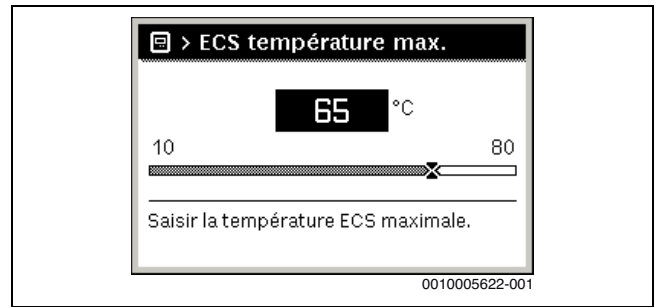 > ECS température max.
65 °C
10 80
Saisir la température ECS maximale.
0010005622-001